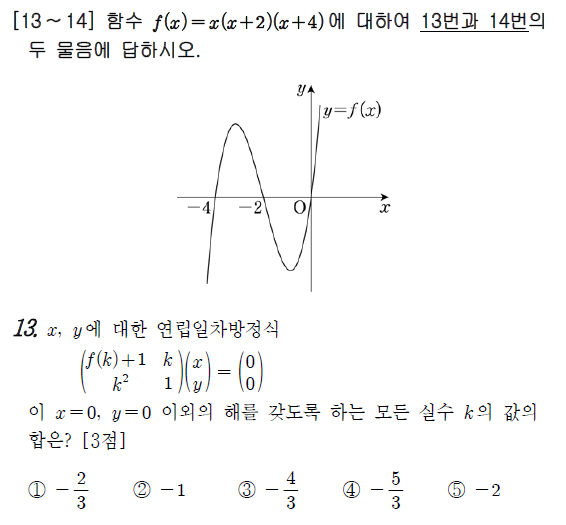 [13～14] 함수 f(x)=x(x+2)(x+4)에 대하여 13번과 14번의
두 물음에 답하시오.
y
y=f(x)
-4 -2 O x
13. x, y에 대한 연립일차방정식
(f(k)+1 k)(x) = (0)
(k² 1)(y) (0)
이 x=0, y=0 이외의 해를 갖도록 하는 모든 실수 k의 값의
합은? [3점]
① -2/3 ② -1 ③ -4/3 ④ -5/3 ⑤ -2